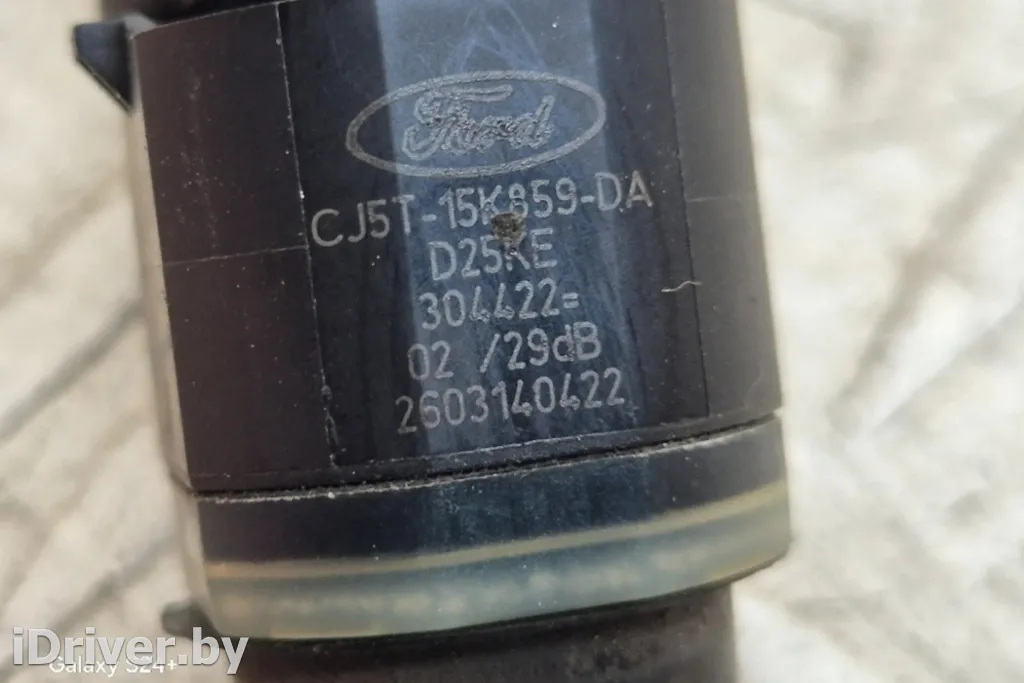 Ford
CJ5T-15K859-DA
D25KE
304422=
02 /29dB
2603140422
iDriver.by
Galaxy S24+